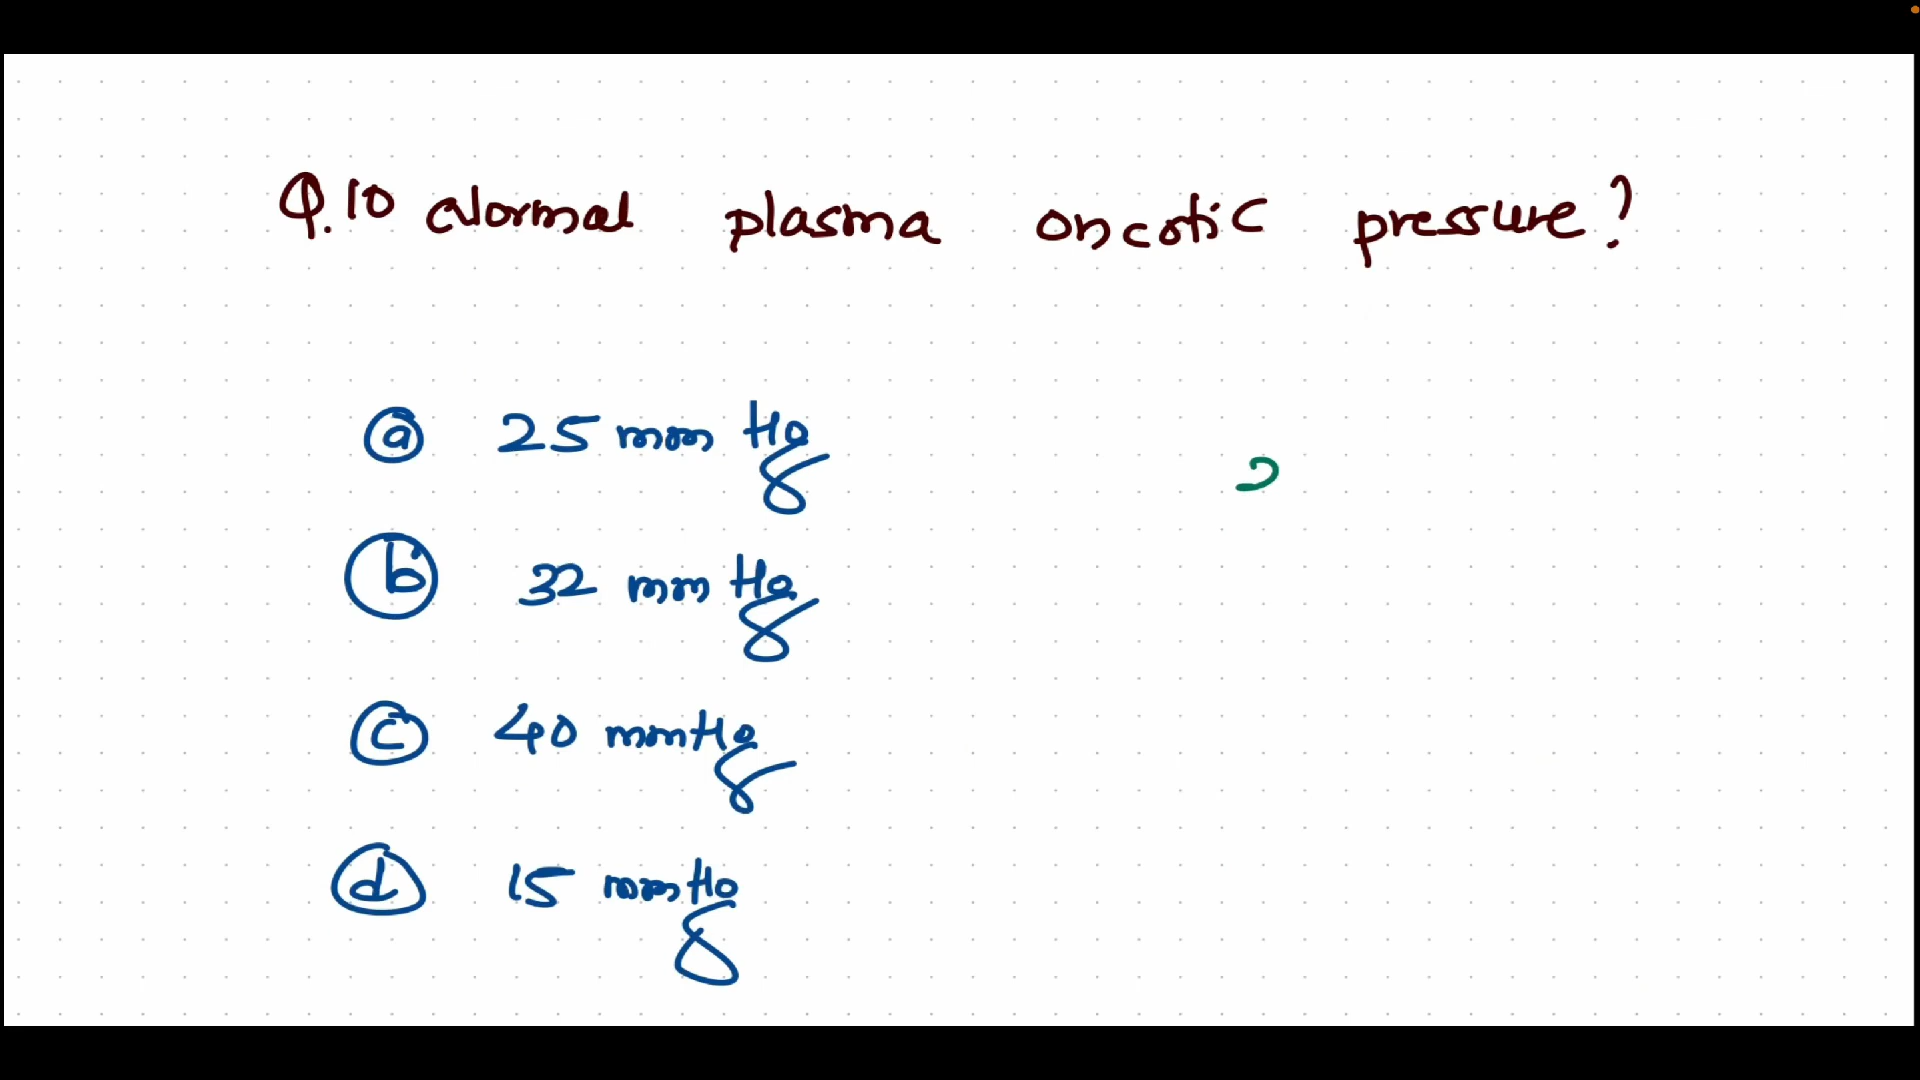 Q.10 Normal plasma oncotic pressure?
a 25 mm Hg
b 32 mm Hg
c 40 mmHg
d 15 mmHg